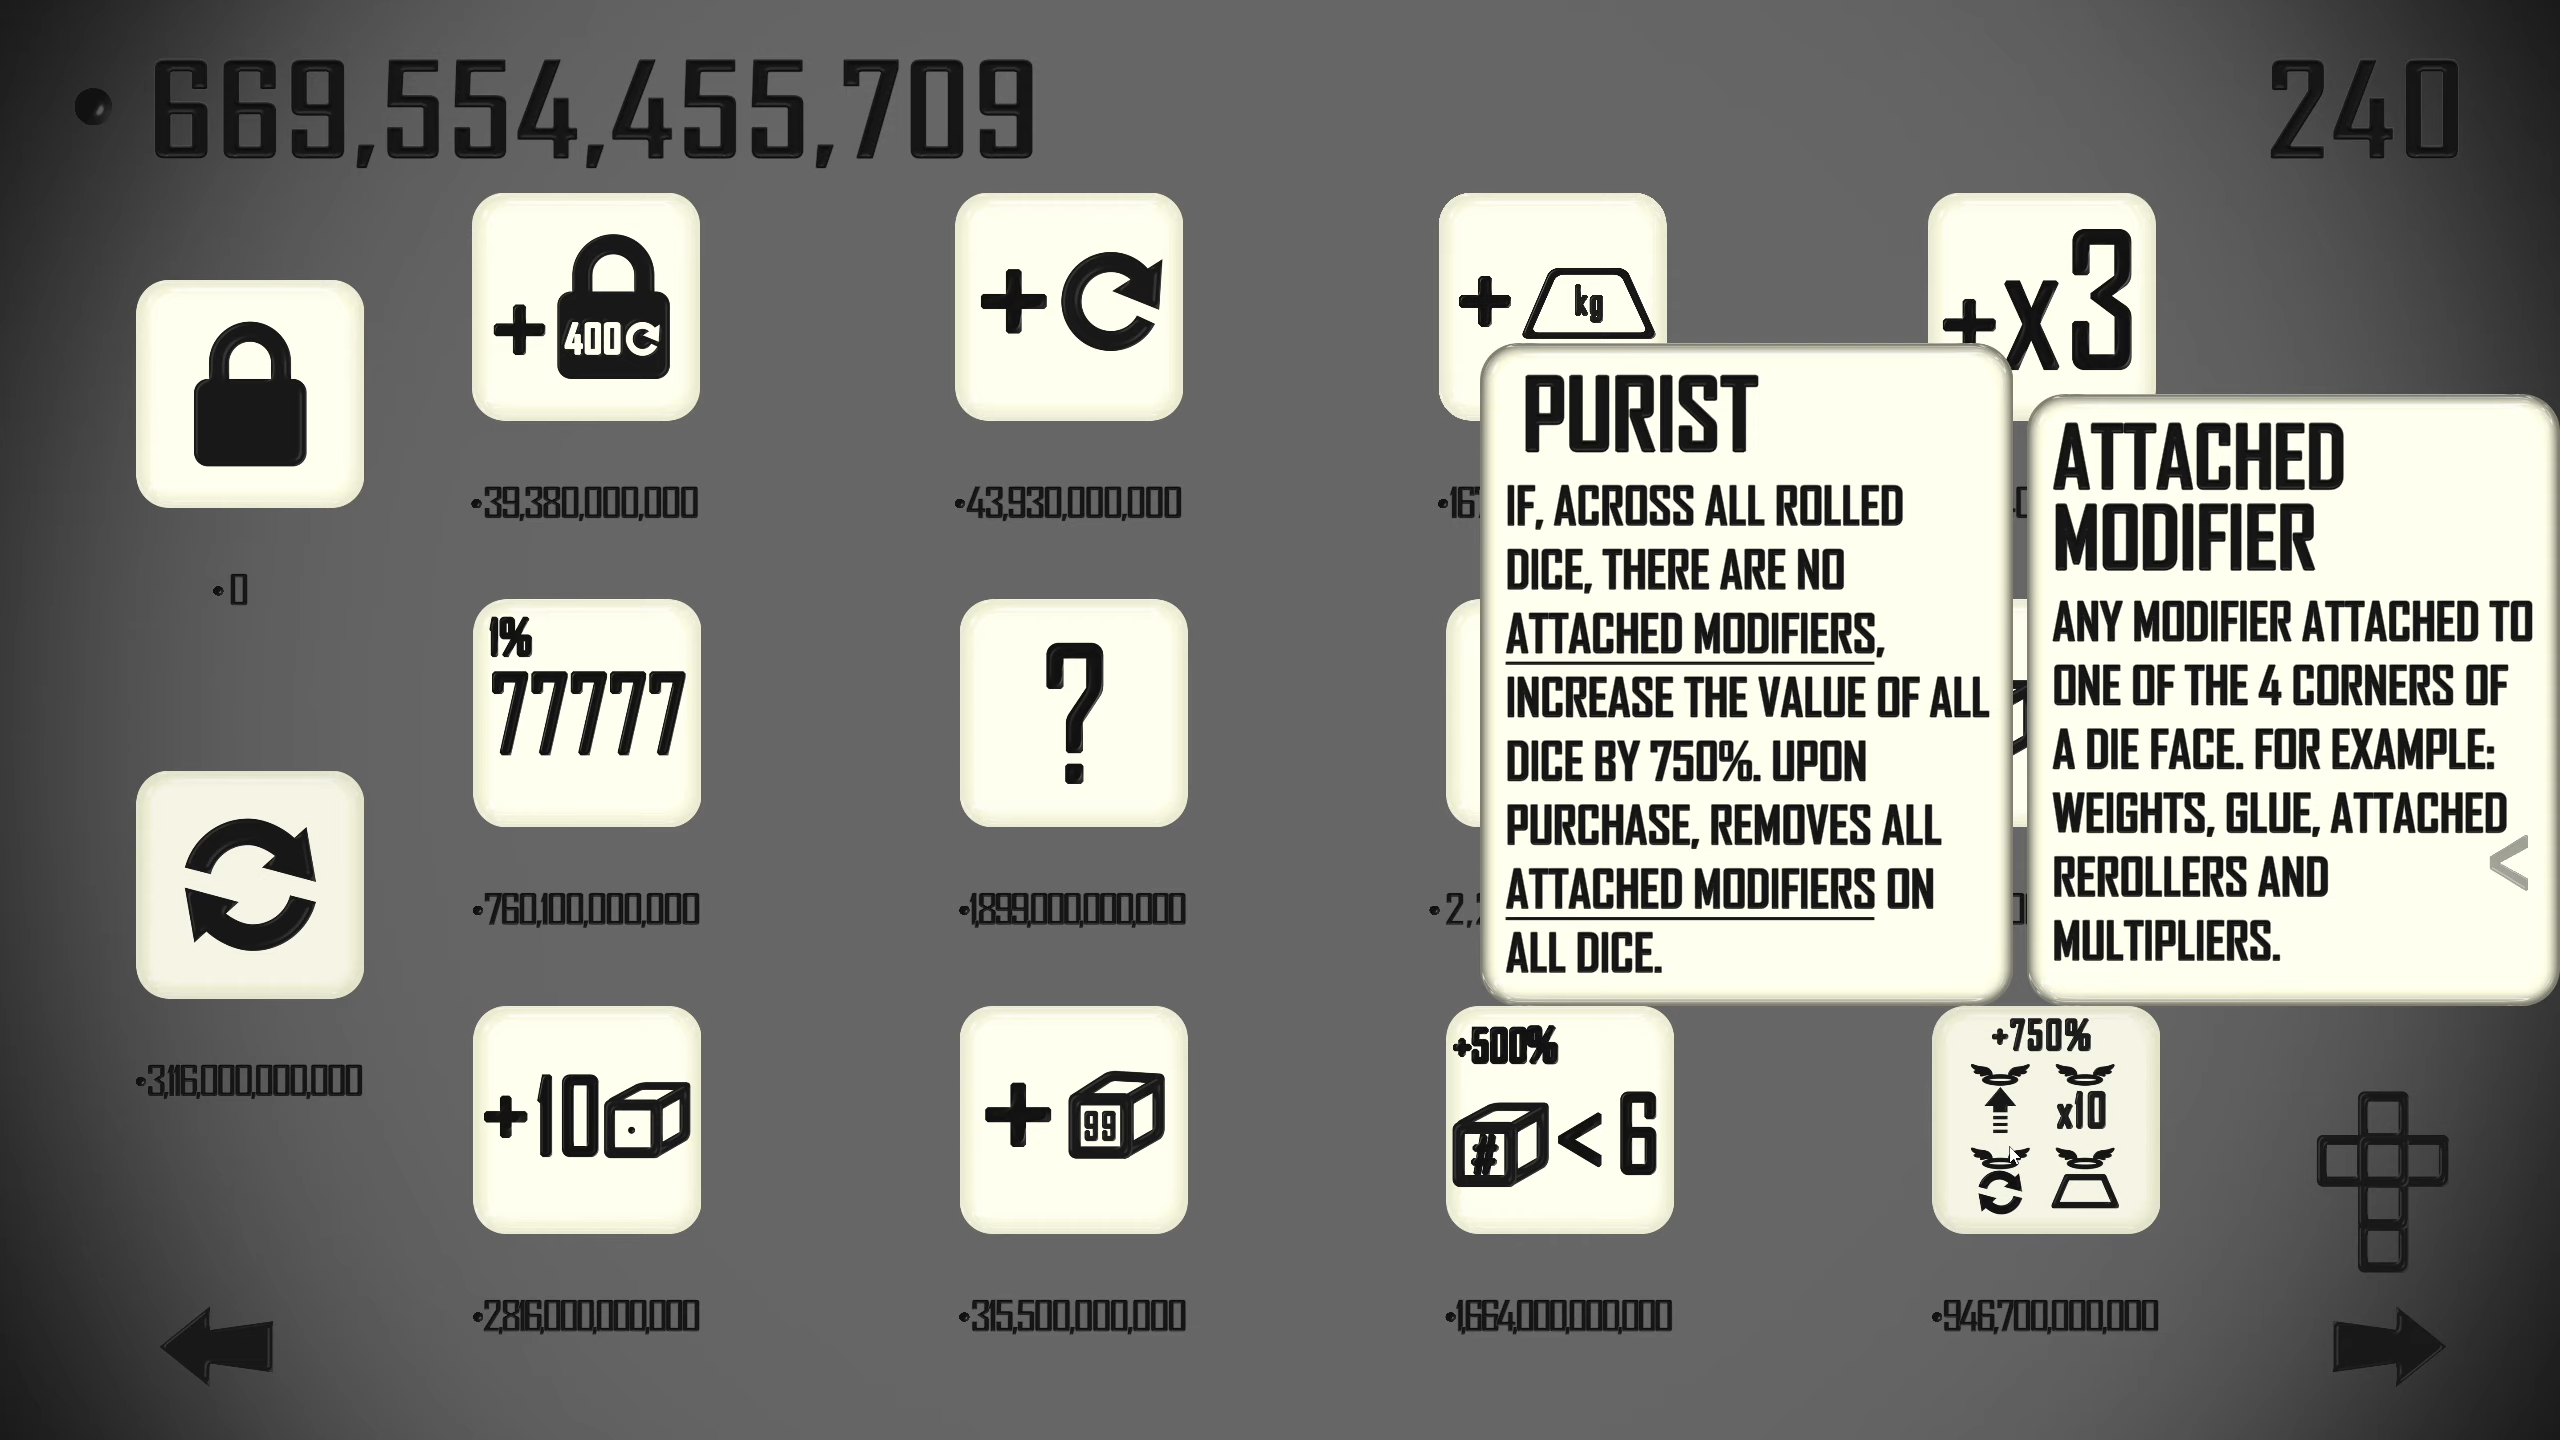 669,554,455,709
240
+ 400
+
+ kg
+x3
39,380,000,000
43,930,000,000
0
1%
77777
?
760,100,000,000
1,899,000,000,000
3,116,000,000,000
PURIST
IF, ACROSS ALL ROLLED
DICE, THERE ARE NO
ATTACHED MODIFIERS,
INCREASE THE VALUE OF ALL
DICE BY 750%. UPON
PURCHASE, REMOVES ALL
ATTACHED MODIFIERS ON
ALL DICE.
ATTACHED
MODIFIER
ANY MODIFIER ATTACHED TO
ONE OF THE 4 CORNERS OF
A DIE FACE. FOR EXAMPLE:
WEIGHTS, GLUE, ATTACHED
REROLLERS AND
MULTIPLIERS.
<
+10
+ 99
+500%
# < 6
+750%
x10
2,816,000,000,000
315,500,000,000
1,664,000,000,000
946,700,000,000